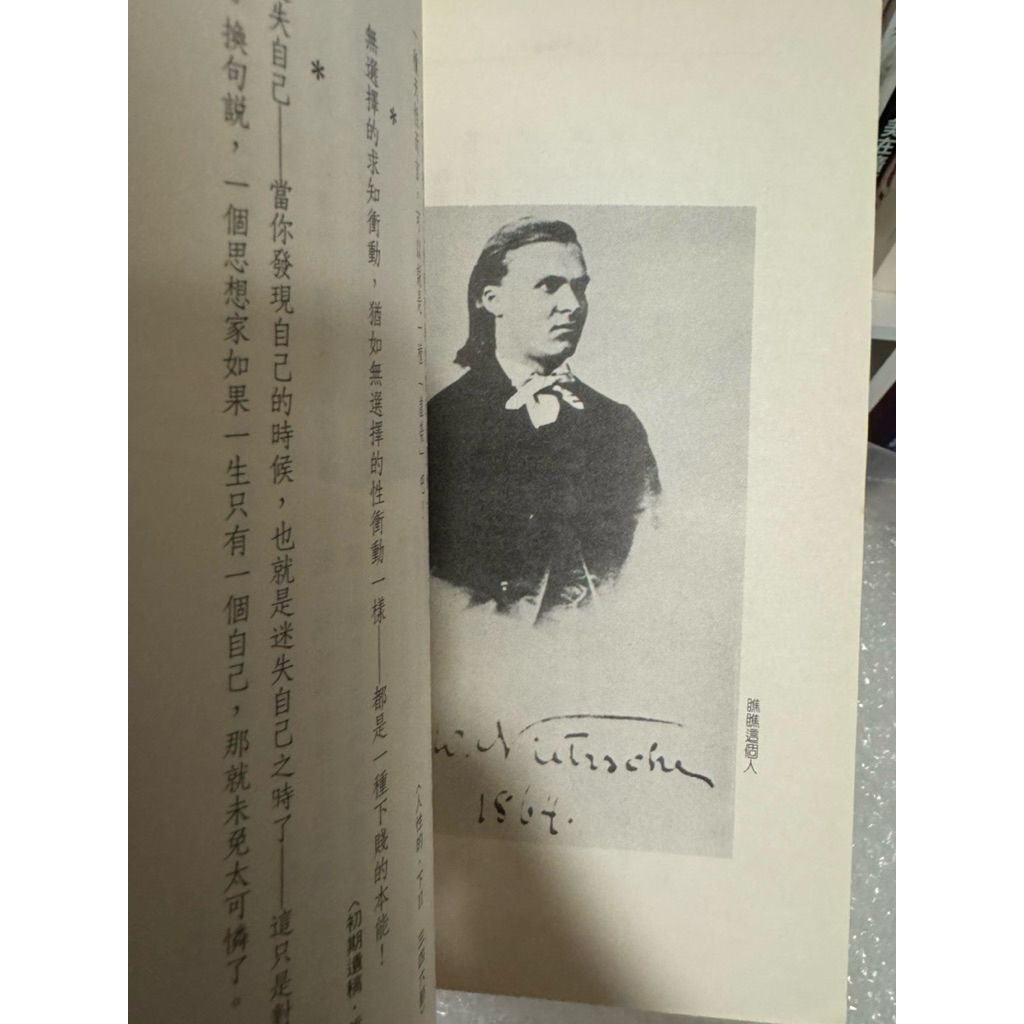 瞧瞧這個人
Nietzsche
1864.
*
無選擇的求知衝動，猶如無選擇的性衝動一樣——都是一種下賤的本能！
（初期遺稿·
*
失自己——當你發現自己的時候，也就是迷失自己之時了——這只是對
換句説，一個思想家如果一生只有一個自己，那就未免太可憐了。